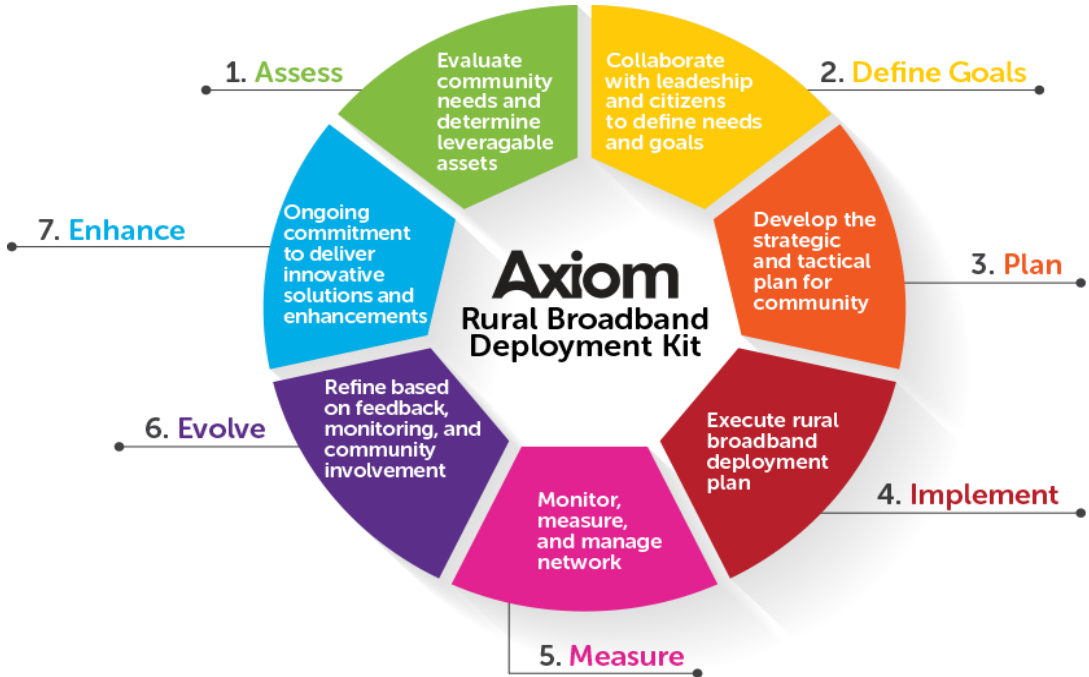 1. Assess
Evaluate
community
needs and
determine
leveragable
assets
Collaborate
with leadeship
and citizens
to define needs
and goals
2. Define Goals
Develop the
strategic
and tactical
plan for
community
3. Plan
Execute rural
broadband
deployment
plan
4. Implement
Monitor,
measure,
and manage
network
5. Measure
Refine based
on feedback,
monitoring, and
community
involvement
6. Evolve
Ongoing
commitment
to deliver
innovative
solutions and
enhancements
7. Enhance
Axiom
Rural Broadband
Deployment Kit